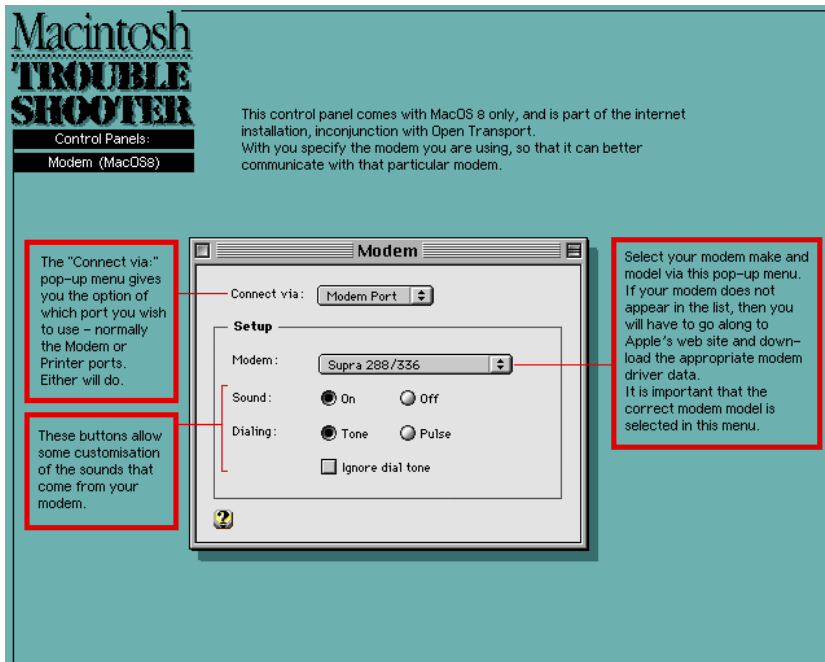 Macintosh
TROUBLE
SHOOTER
Control Panels:
Modem (MacOS8)
This control panel comes with MacOS 8 only, and is part of the internet
installation, inconjunction with Open Transport.
With you specify the modem you are using, so that it can better
communicate with that particular modem.
The "Connect via:"
pop-up menu gives
you the option of
which port you wish
to use - normally
the Modem or
Printer ports.
Either will do.
These buttons allow
some customisation
of the sounds that
come from your
modem.
Modem
Connect via: Modem Port
Setup
Modem: Supra 288/336
Sound: On Off
Dialing: Tone Pulse
Ignore dial tone
?
Select your modem make and
model via this pop-up menu.
If your modem does not
appear in the list, then you
will have to go along to
Apple's web site and down-
load the appropriate modem
driver data.
It is important that the
correct modem model is
selected in this menu.